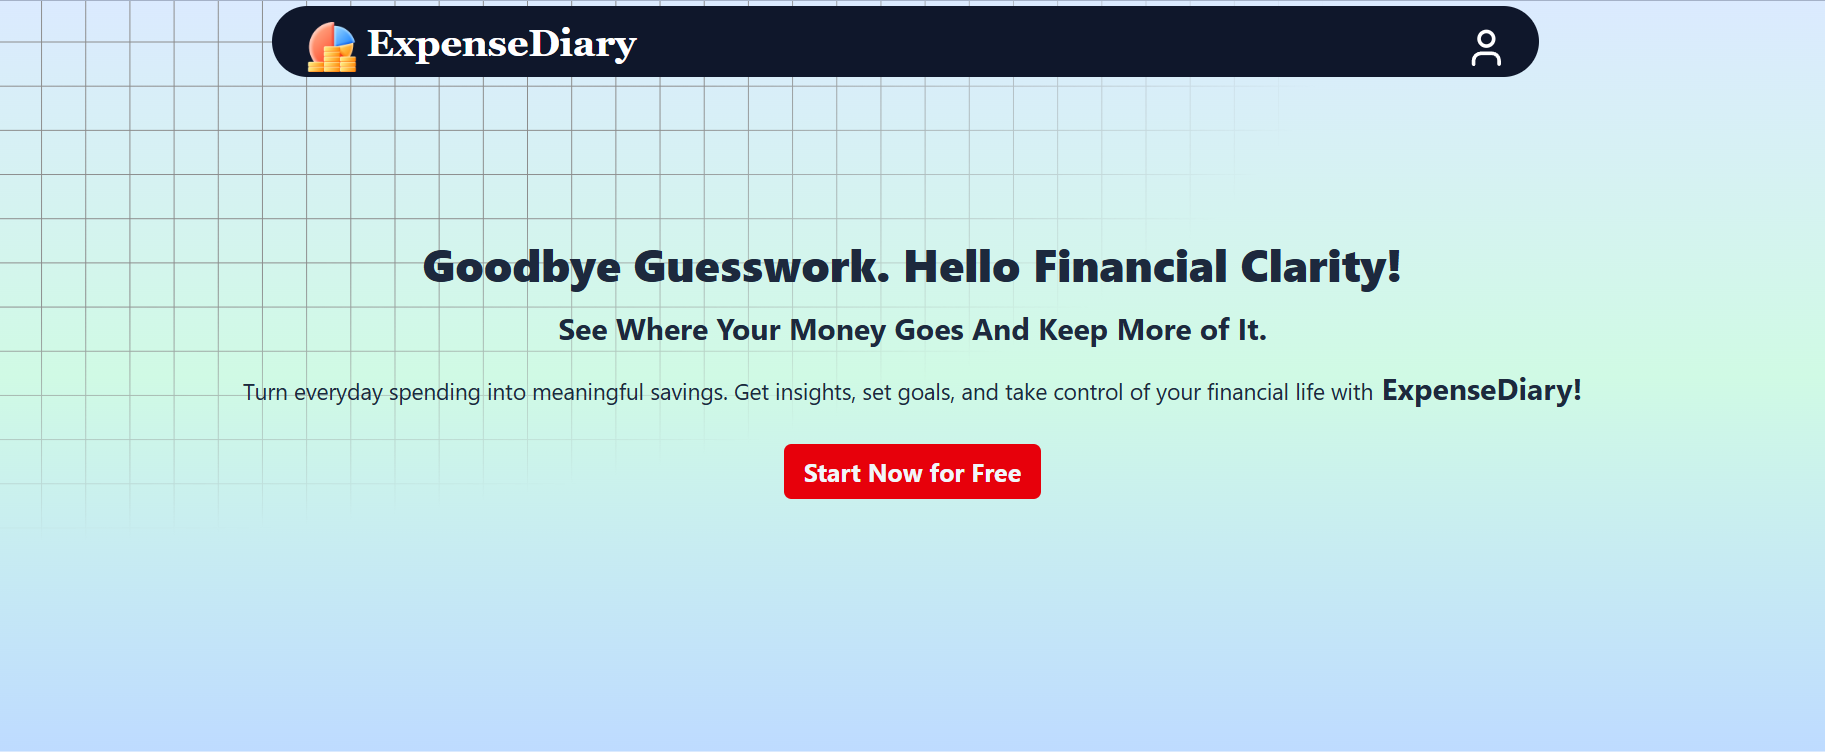 ExpenseDiary
Goodbye Guesswork. Hello Financial Clarity!
See Where Your Money Goes And Keep More of It.
Turn everyday spending into meaningful savings. Get insights, set goals, and take control of your financial life with ExpenseDiary!
Start Now for Free